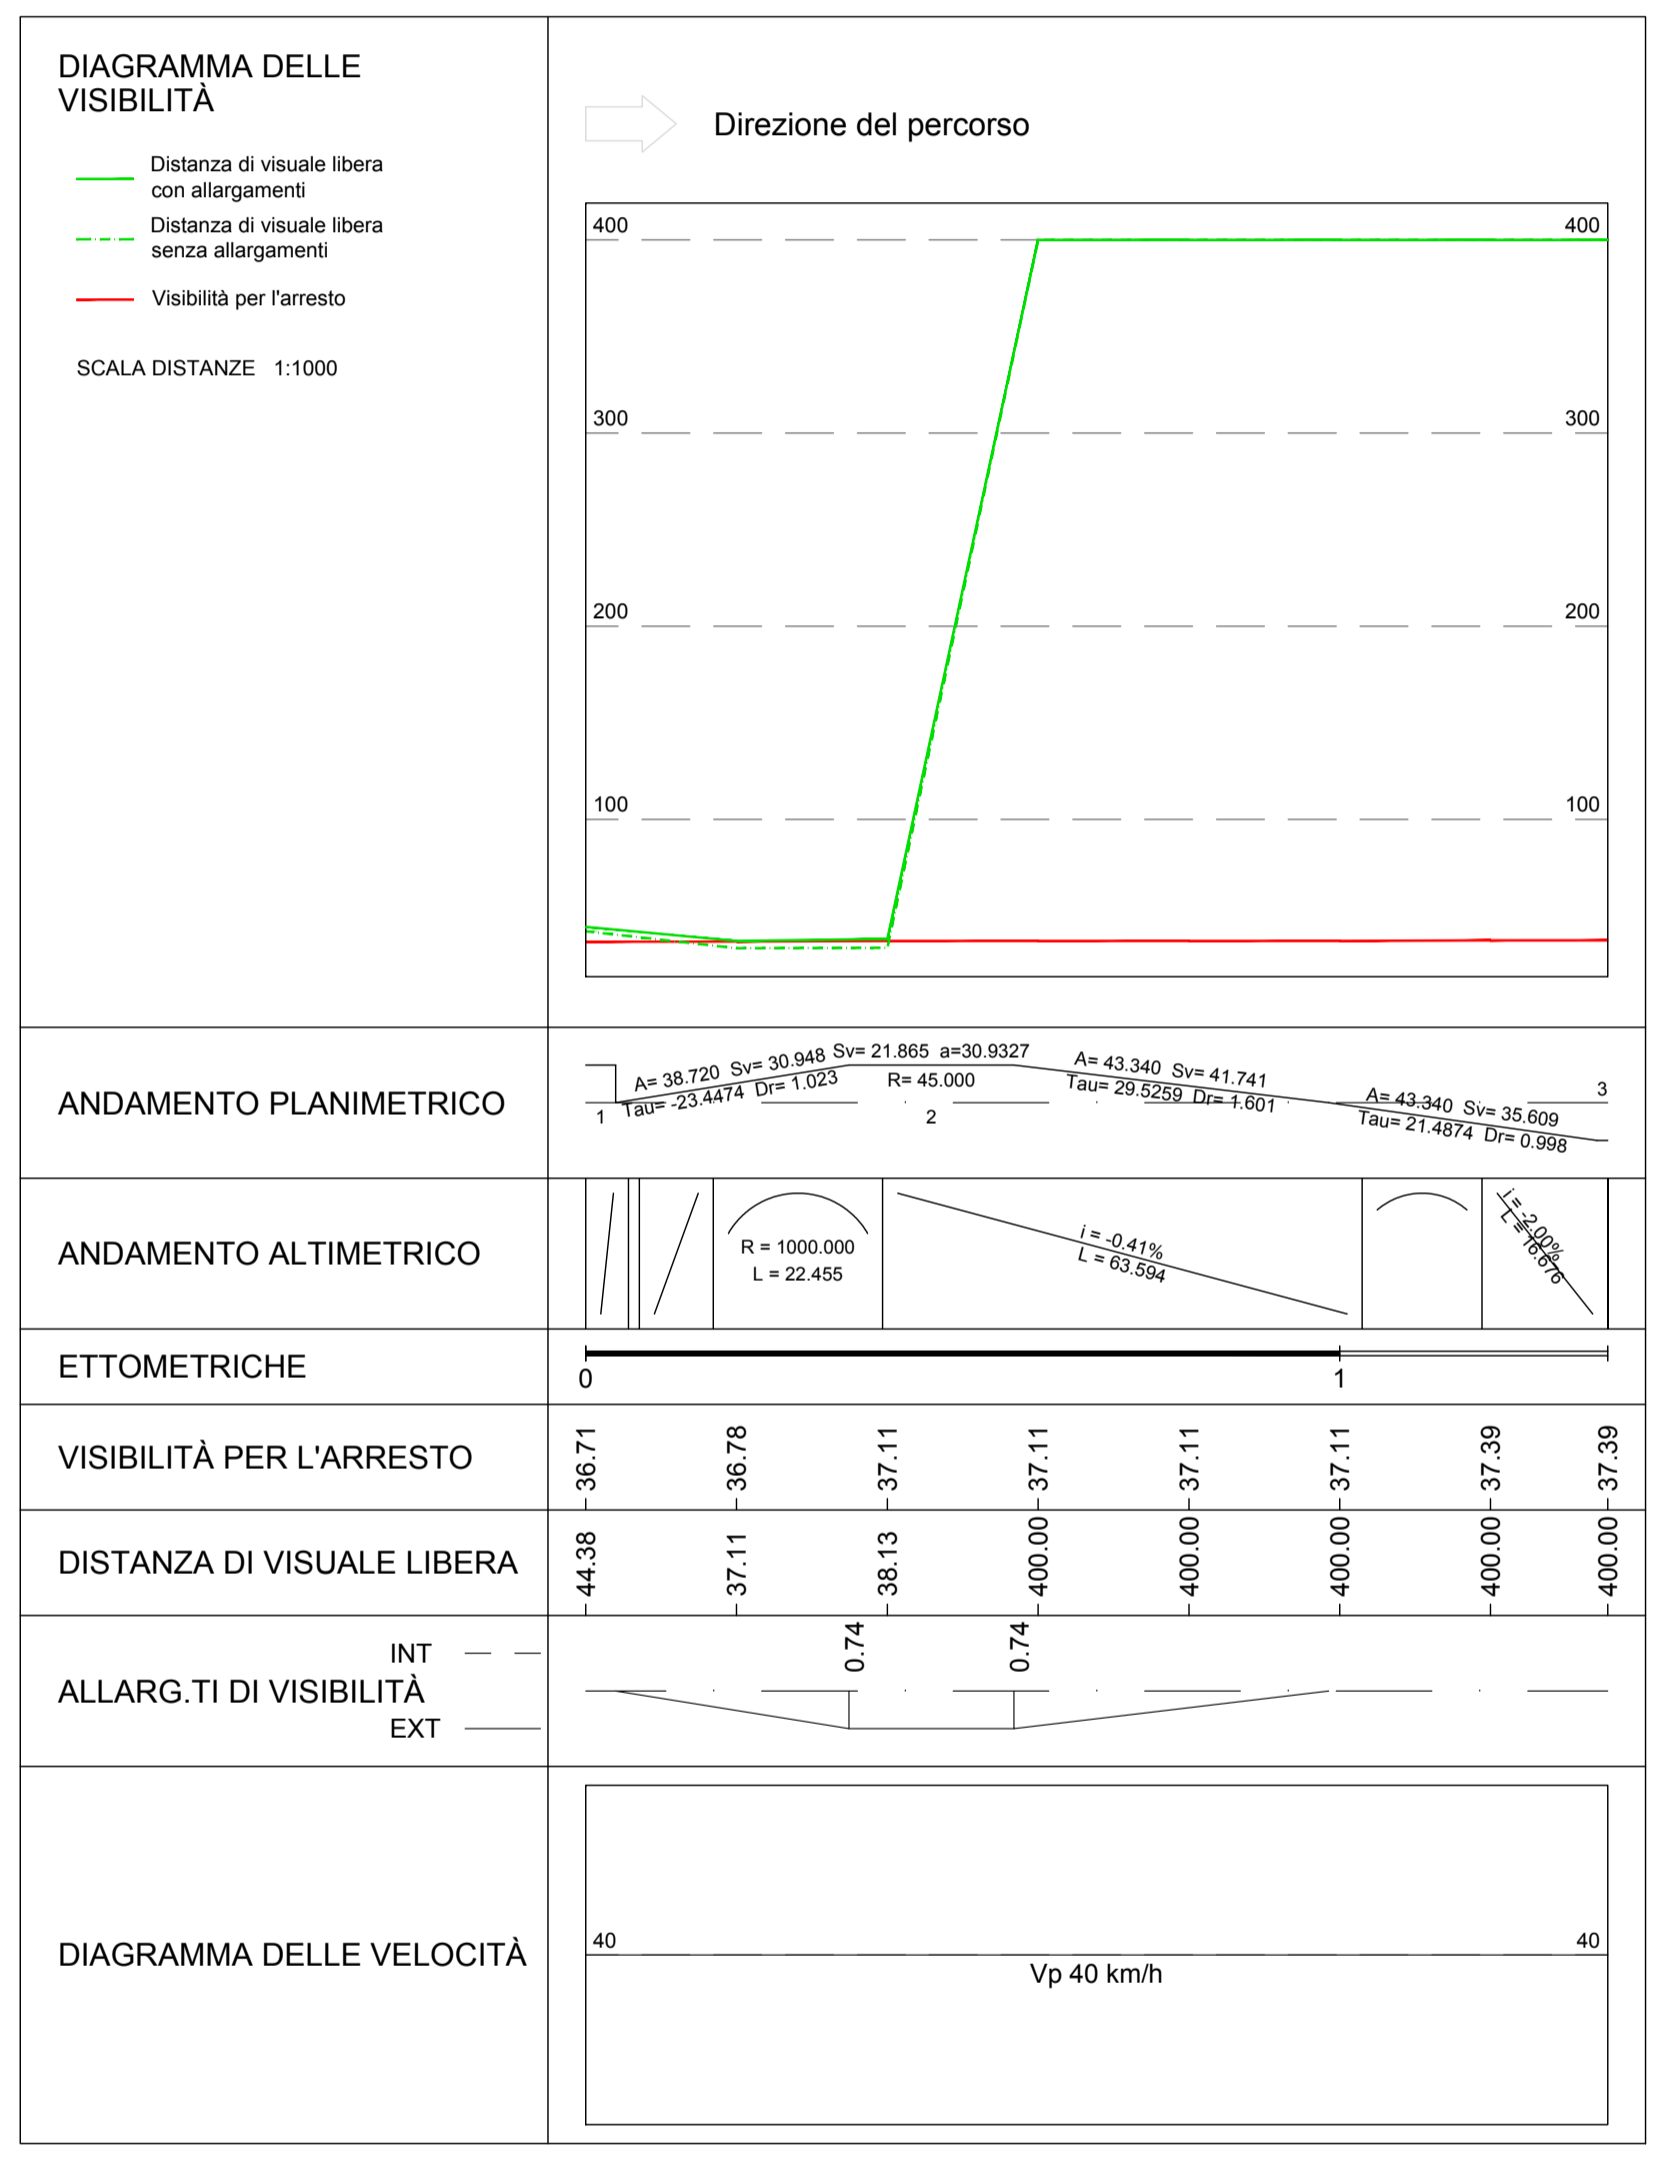 DIAGRAMMA DELLE
VISIBILITÀ
Distanza di visuale libera
con allargamenti
Distanza di visuale libera
senza allargamenti
Visibilità per l'arresto
SCALA DISTANZE 1:1000
Direzione del percorso
400 400
300 300
200 200
100 100
ANDAMENTO PLANIMETRICO
A= 38.720 Sv= 30.948
Tau= -23.4474 Dr= 1.023
Sv= 21.865 a=30.9327
R= 45.000
A= 43.340 Sv= 41.741
Tau= 29.5259 Dr= 1.601
A= 43.340 Sv= 35.609
Tau= 21.4874 Dr= 0.998
1 2 3
ANDAMENTO ALTIMETRICO
R = 1000.000
L = 22.455
i = -0.41%
L = 63.594
i = -2.00%
L = 16.676
ETTOMETRICHE
0 1
VISIBILITÀ PER L'ARRESTO
36.71 36.78 37.11 37.11 37.11 37.11 37.39 37.39
DISTANZA DI VISUALE LIBERA
44.38 37.11 38.13 400.00 400.00 400.00 400.00 400.00
INT
ALLARG.TI DI VISIBILITÀ
EXT
0.74 0.74
DIAGRAMMA DELLE VELOCITÀ
40 40
Vp 40 km/h